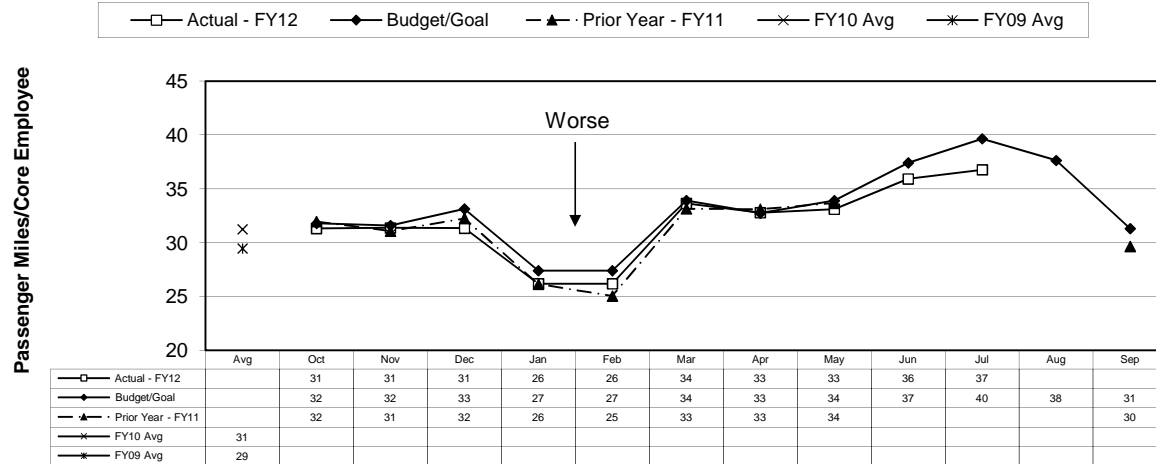 Actual - FY12 Budget/Goal Prior Year - FY11 FY10 Avg FY09 Avg
Passenger Miles/Core Employee
45
40
35
30
25
20
Worse
Avg Oct Nov Dec Jan Feb Mar Apr May Jun Jul Aug Sep
Actual - FY12 31 31 31 26 26 34 33 33 36 37
Budget/Goal 32 32 33 27 27 34 33 34 37 40 38 31
Prior Year - FY11 32 31 32 26 25 33 33 34 30
FY10 Avg 31
FY09 Avg 29